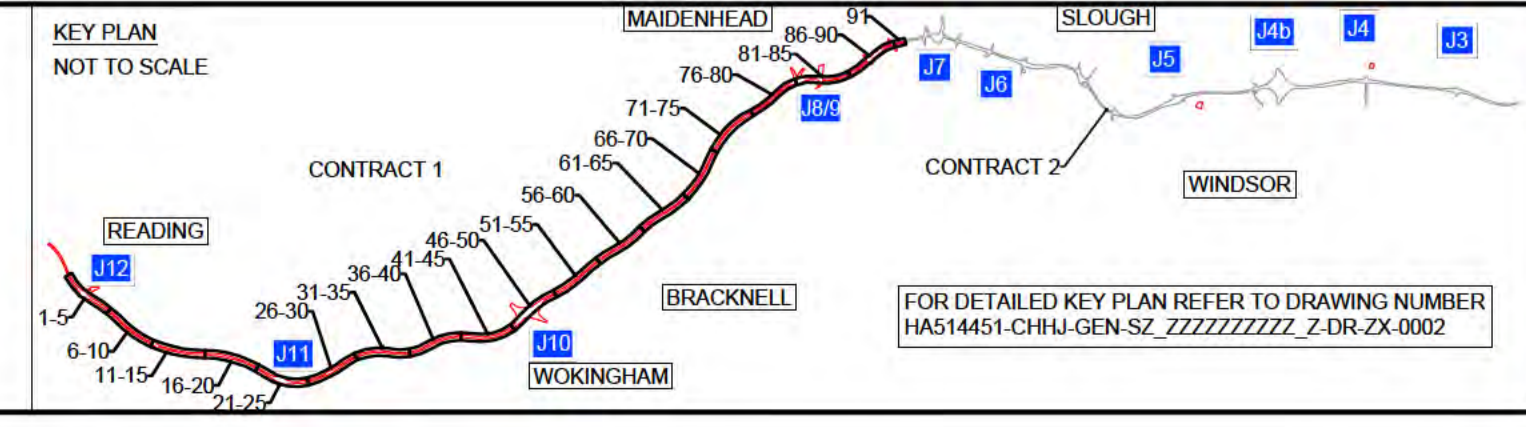 KEY PLAN
NOT TO SCALE
MAIDENHEAD
91
SLOUGH
86-90
81-85
76-80
J8/9
J7
J6
J5
J4b
J4
J3
71-75
66-70
61-65
56-60
51-55
46-50
41-45
36-40
31-35
26-30
CONTRACT 1
CONTRACT 2
WINDSOR
READING
J12
1-5
6-10
11-15
16-20
21-25
J11
J10
WOKINGHAM
BRACKNELL
FOR DETAILED KEY PLAN REFER TO DRAWING NUMBER
HA514451-CHHJ-GEN-SZ_ZZZZZZZZZZ_Z-DR-ZX-0002